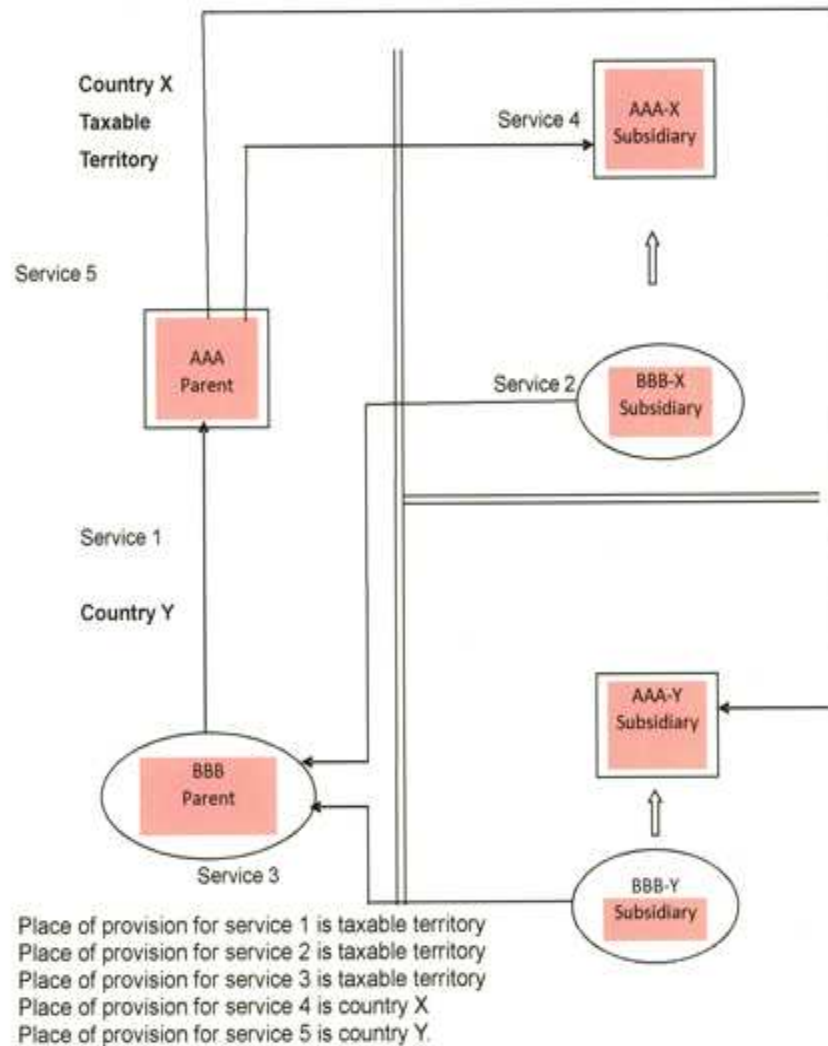 Country X
Taxable
Territory
Service 4
AAA-X
Subsidiary
Service 5
AAA
Parent
Service 2
BBB-X
Subsidiary
Service 1
Country Y
AAA-Y
Subsidiary
BBB
Parent
Service 3
BBB-Y
Subsidiary
Place of provision for service 1 is taxable territory
Place of provision for service 2 is taxable territory
Place of provision for service 3 is taxable territory
Place of provision for service 4 is country X
Place of provision for service 5 is country Y.